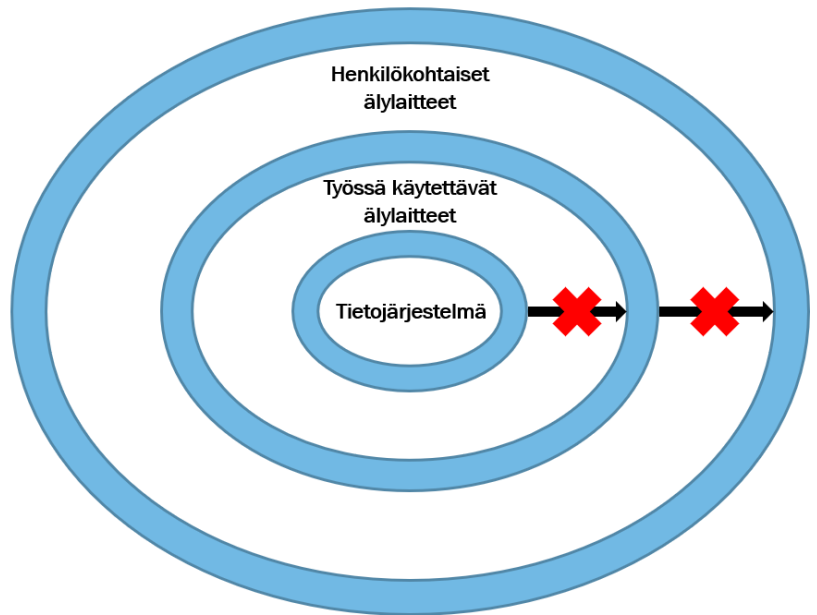 Henkilökohtaiset
älylaitteet
Työssä käytettävät
älylaitteet
Tietojärjestelmä